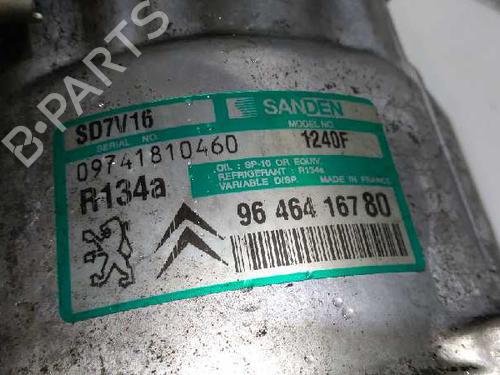 SD7V16
SANDEN
SERIAL NO.
MODEL NO.
09741810460
1240F
R134a
OIL : SP-10 OR EQUIV.
REFRIGERANT : R134a
VARIABLE DISP. MADE IN FRANCE
96 464 167 80
B-PARTS